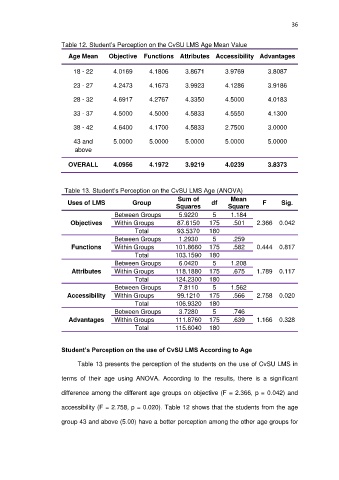 36
Table 12. Student's Perception on the CvSU LMS Age Mean Value
Age Mean Objective Functions Attributes Accessibility Advantages
18 - 22 4.0169 4.1806 3.8671 3.9769 3.8087
23 - 27 4.2473 4.1673 3.9923 4.1286 3.9186
28 - 32 4.6917 4.2767 4.3350 4.5000 4.0183
33 - 37 4.5000 4.5000 4.5833 4.5550 4.1300
38 - 42 4.6400 4.1700 4.5833 2.7500 3.0000
43 and above 5.0000 5.0000 5.0000 5.0000 5.0000
OVERALL 4.0956 4.1972 3.9219 4.0239 3.8373
Table 13. Student's Perception on the CvSU LMS Age (ANOVA)
Uses of LMS Group Sum of Squares df Mean Square F Sig.
Objectives Between Groups 5.9220 5 1.184 2.366 0.042
Within Groups 87.6150 175 .501
Total 93.5370 180
Functions Between Groups 1.2930 5 .259 0.444 0.817
Within Groups 101.8660 175 .582
Total 103.1590 180
Attributes Between Groups 6.0420 5 1.208 1.789 0.117
Within Groups 118.1880 175 .675
Total 124.2300 180
Accessibility Between Groups 7.8110 5 1.562 2.758 0.020
Within Groups 99.1210 175 .566
Total 106.9320 180
Advantages Between Groups 3.7280 5 .746 1.166 0.328
Within Groups 111.8760 175 .639
Total 115.6040 180
Student's Perception on the use of CvSU LMS According to Age
Table 13 presents the perception of the students on the use of CvSU LMS in
terms of their age using ANOVA. According to the results, there is a significant
difference among the different age groups on objective (F = 2.366, p = 0.042) and
accessibility (F = 2.758, p = 0.020). Table 12 shows that the students from the age
group 43 and above (5.00) have a better perception among the other age groups for